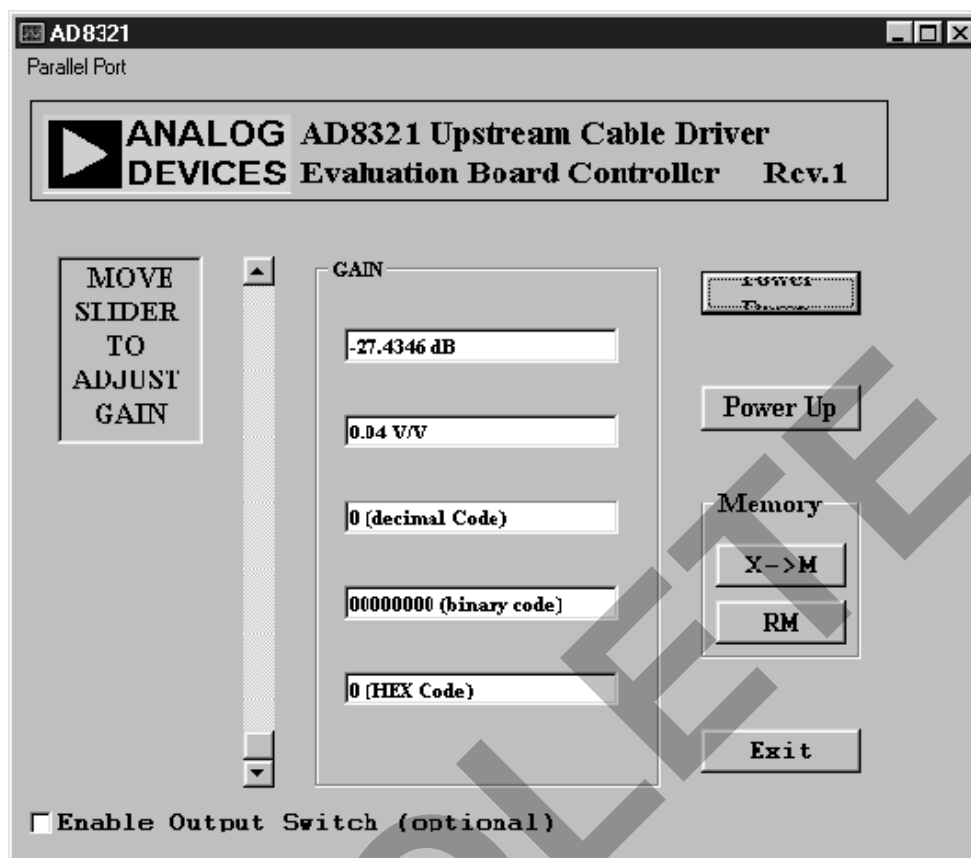 AD8321
Parallel Port
ANALOG
DEVICES
AD8321 Upstream Cable Driver
Evaluation Board Controller Rev.1
MOVE
SLIDER
TO
ADJUST
GAIN
GAIN
-27.4346 dB
0.04 V/V
0 (decimal Code)
00000000 (binary code)
0 (HEX Code)
Power
Power Up
Memory
X->M
RM
Exit
Enable Output Switch (optional)
OLETE